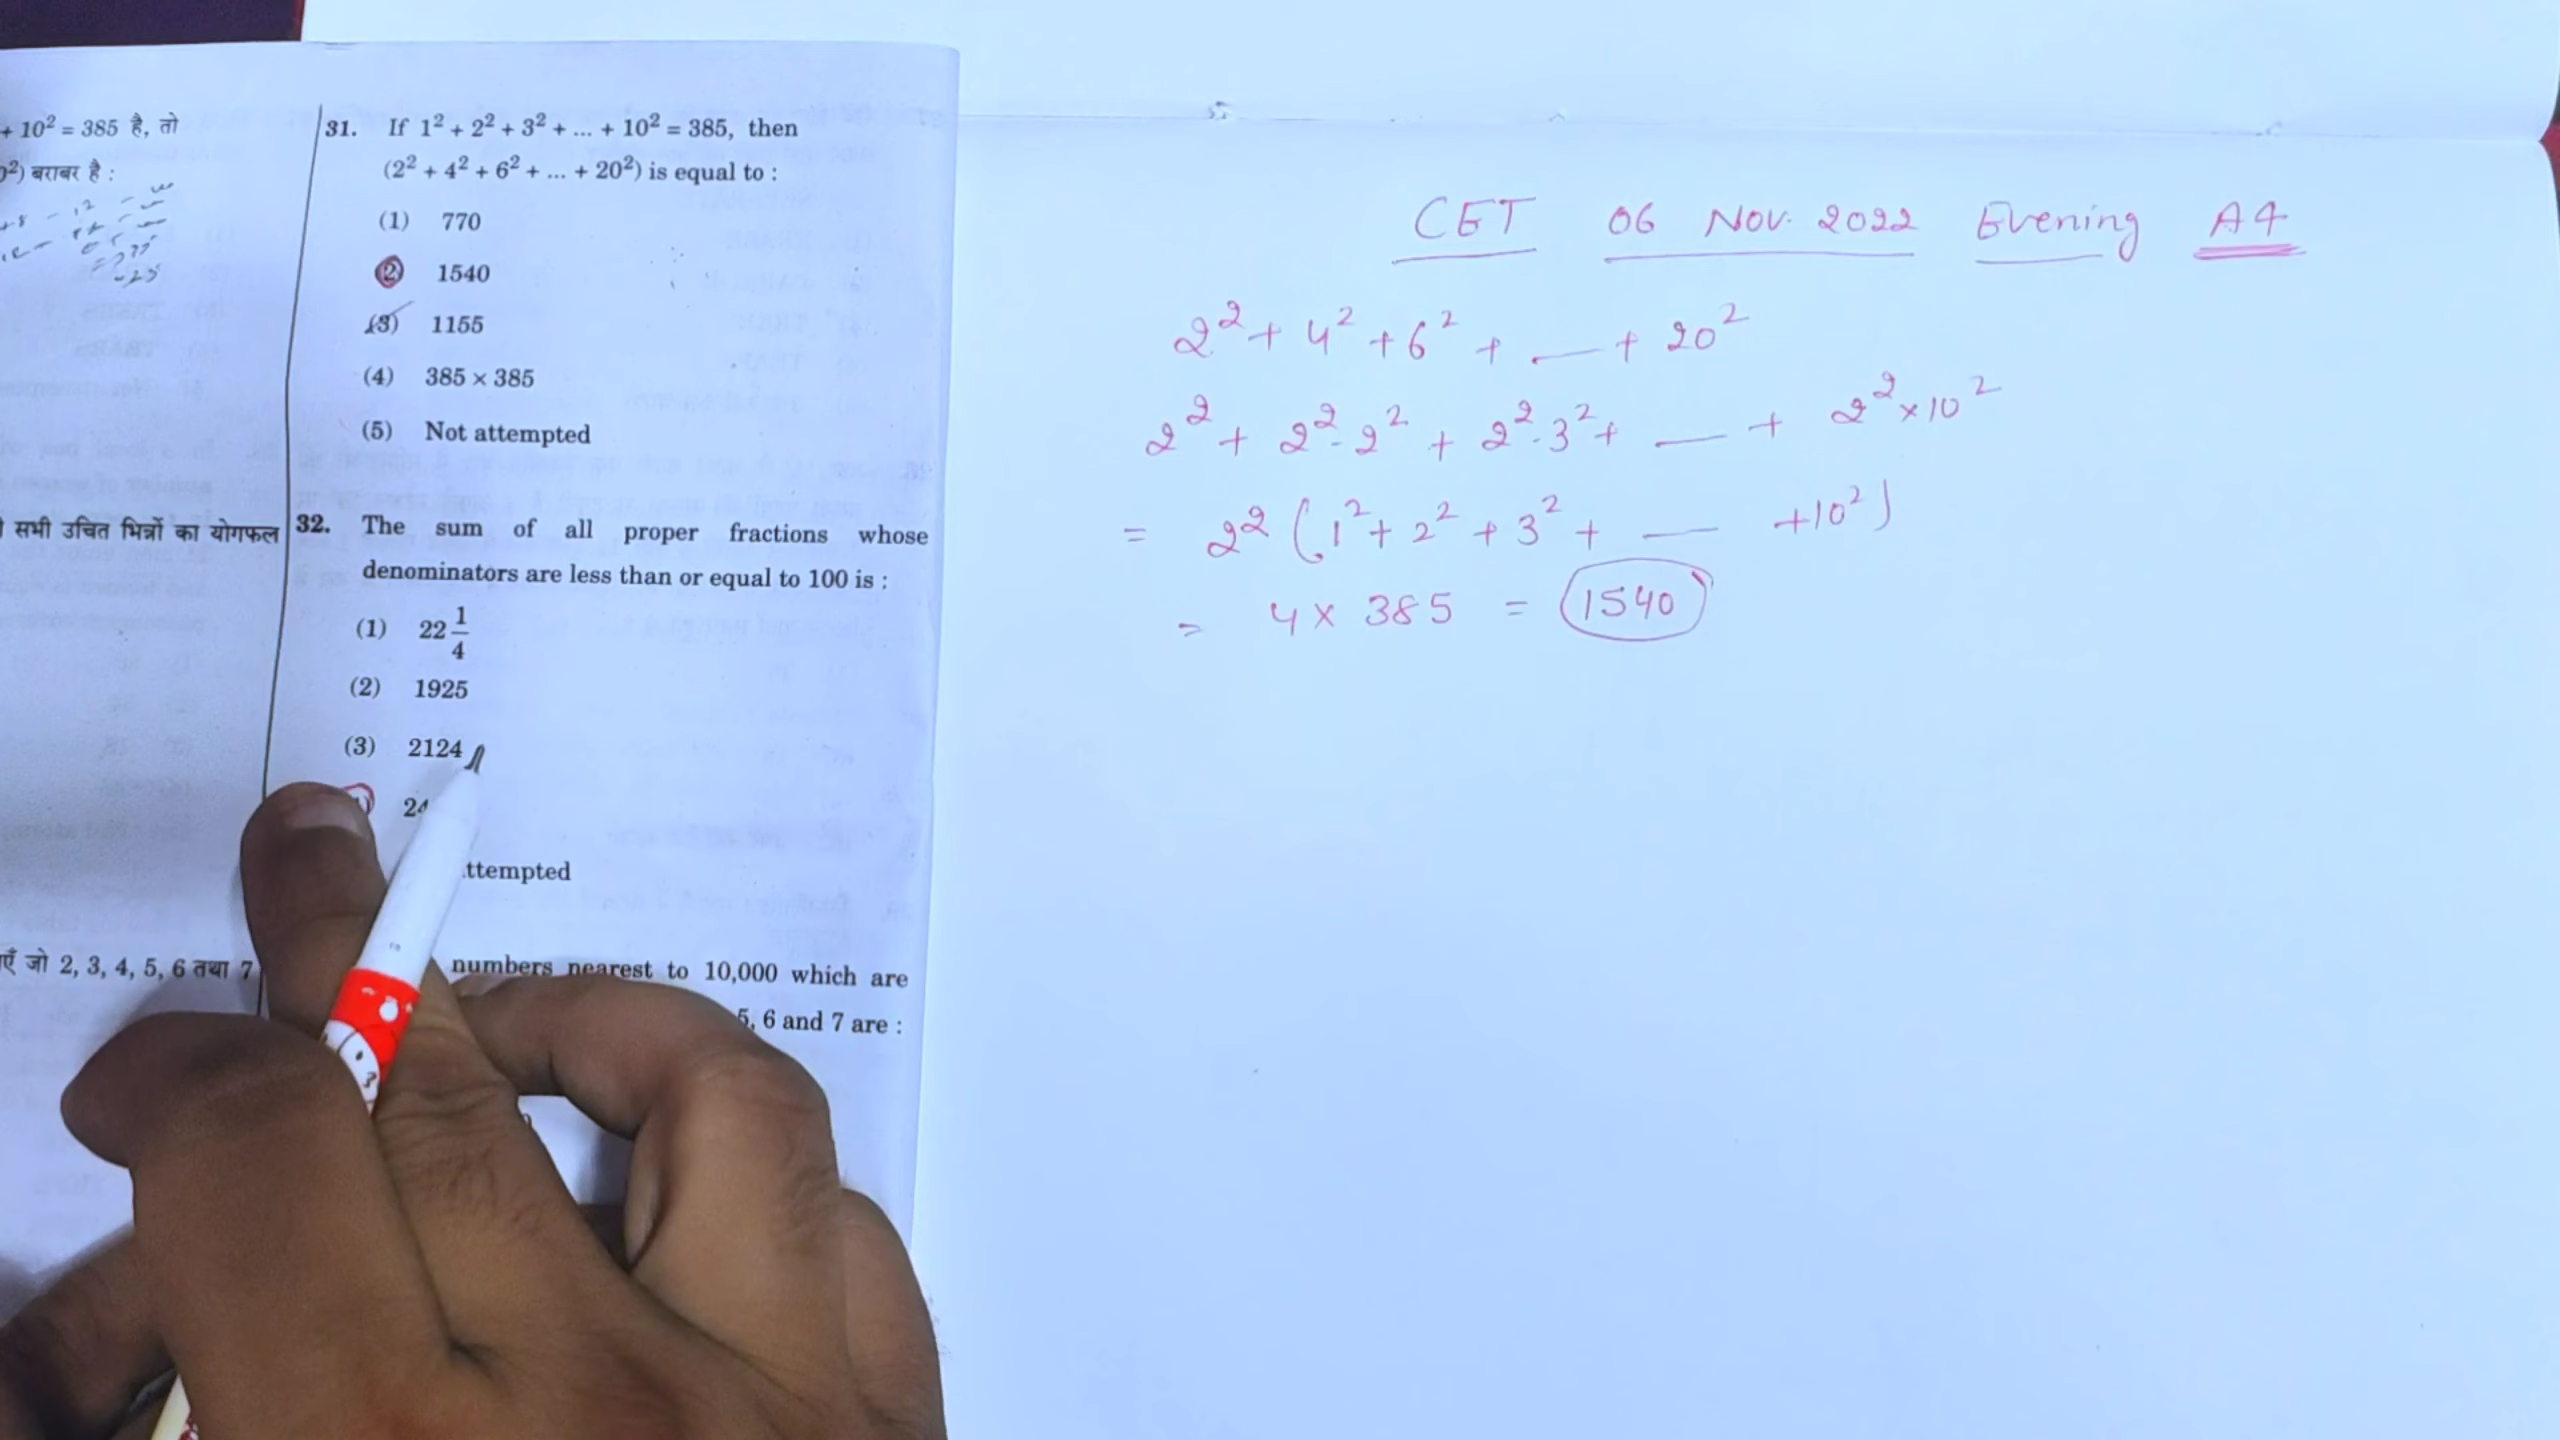 + 10² = 385 है, तो
0²) बराबर है :
सभी उचित भिन्नों का योगफल
एँ जो 2, 3, 4, 5, 6 तथा 7
31. If 1² + 2² + 3² + ... + 10² = 385, then
(2² + 4² + 6² + ... + 20²) is equal to :
(1) 770
(2) 1540
(3) 1155
(4) 385 × 385
(5) Not attempted
32. The sum of all proper fractions whose
denominators are less than or equal to 100 is :
(1) 22 1/4
(2) 1925
(3) 2124
ttempted
numbers nearest to 10,000 which are
5, 6 and 7 are :
CET 06 Nov. 2022 Evening A4
2² + 4² + 6² + — + 20²
2² + 2²·2² + 2²·3² + — + 2²×10²
= 2² (1² + 2² + 3² + — +10²)
= 4 × 385 = 1540